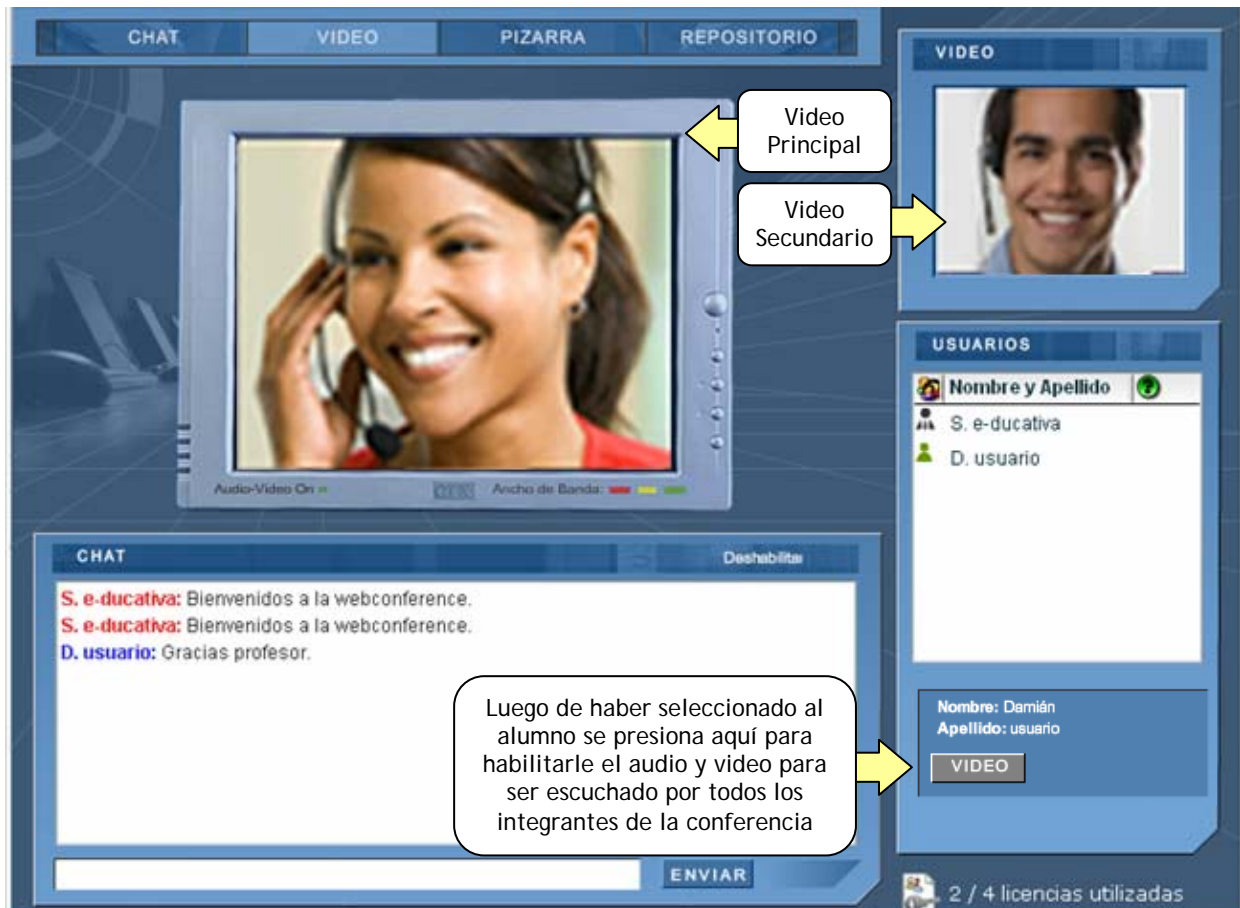 CHAT VIDEO PIZARRA REPOSITORIO
VIDEO
Video
Principal
Video
Secundario
Audio-Video On
Ancho de Banda:
USUARIOS
Nombre y Apellido ?
S. e-ducativa
D. usuario
CHAT
Deshabilitar
S. e-ducativa: Bienvenidos a la webconference.
S. e-ducativa: Bienvenidos a la webconference.
D. usuario: Gracias profesor.
Luego de haber seleccionado al
alumno se presiona aquí para
habilitarle el audio y video para
ser escuchado por todos los
integrantes de la conferencia
Nombre: Damián
Apellido: usuario
VIDEO
ENVIAR
2 / 4 licencias utilizadas